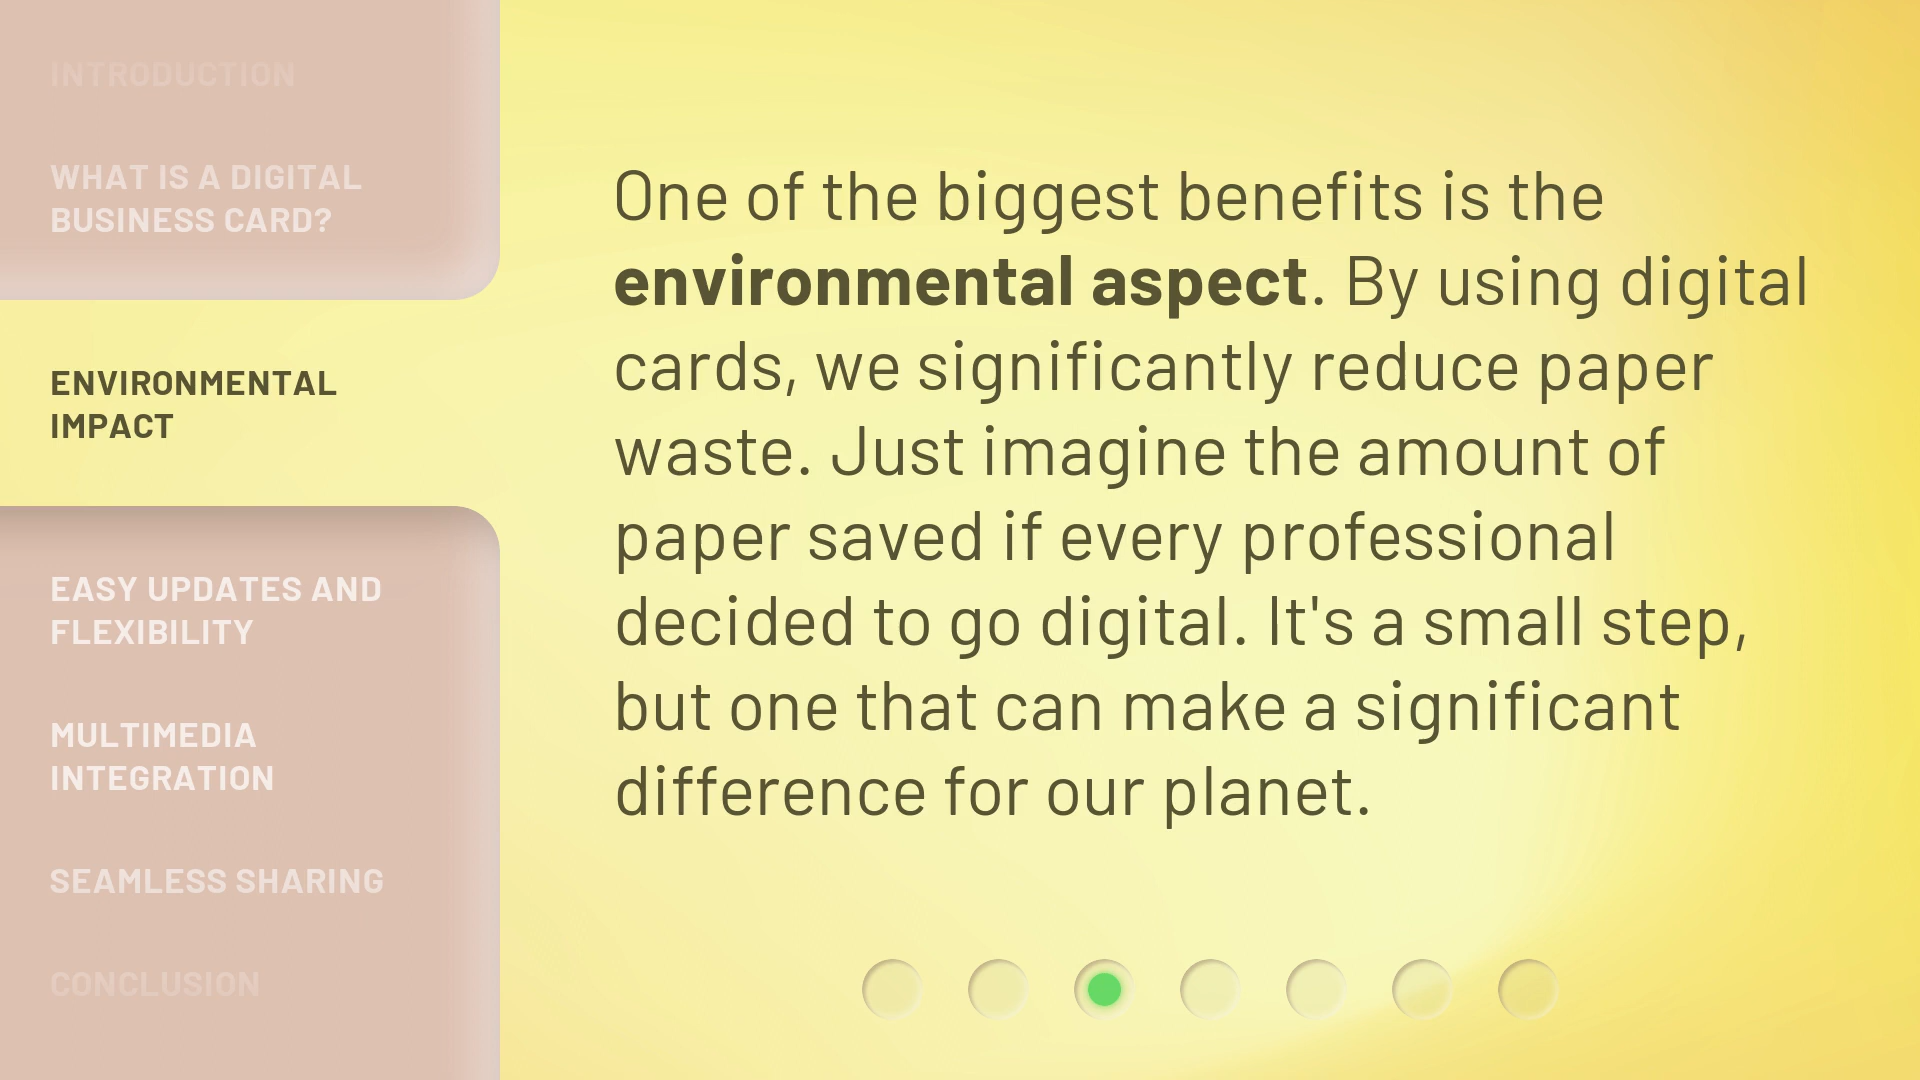 INTRODUCTION
WHAT IS A DIGITAL
BUSINESS CARD?
ENVIRONMENTAL
IMPACT
EASY UPDATES AND
FLEXIBILITY
MULTIMEDIA
INTEGRATION
SEAMLESS SHARING
CONCLUSION
One of the biggest benefits is the
environmental aspect. By using digital
cards, we significantly reduce paper
waste. Just imagine the amount of
paper saved if every professional
decided to go digital. It's a small step,
but one that can make a significant
difference for our planet.